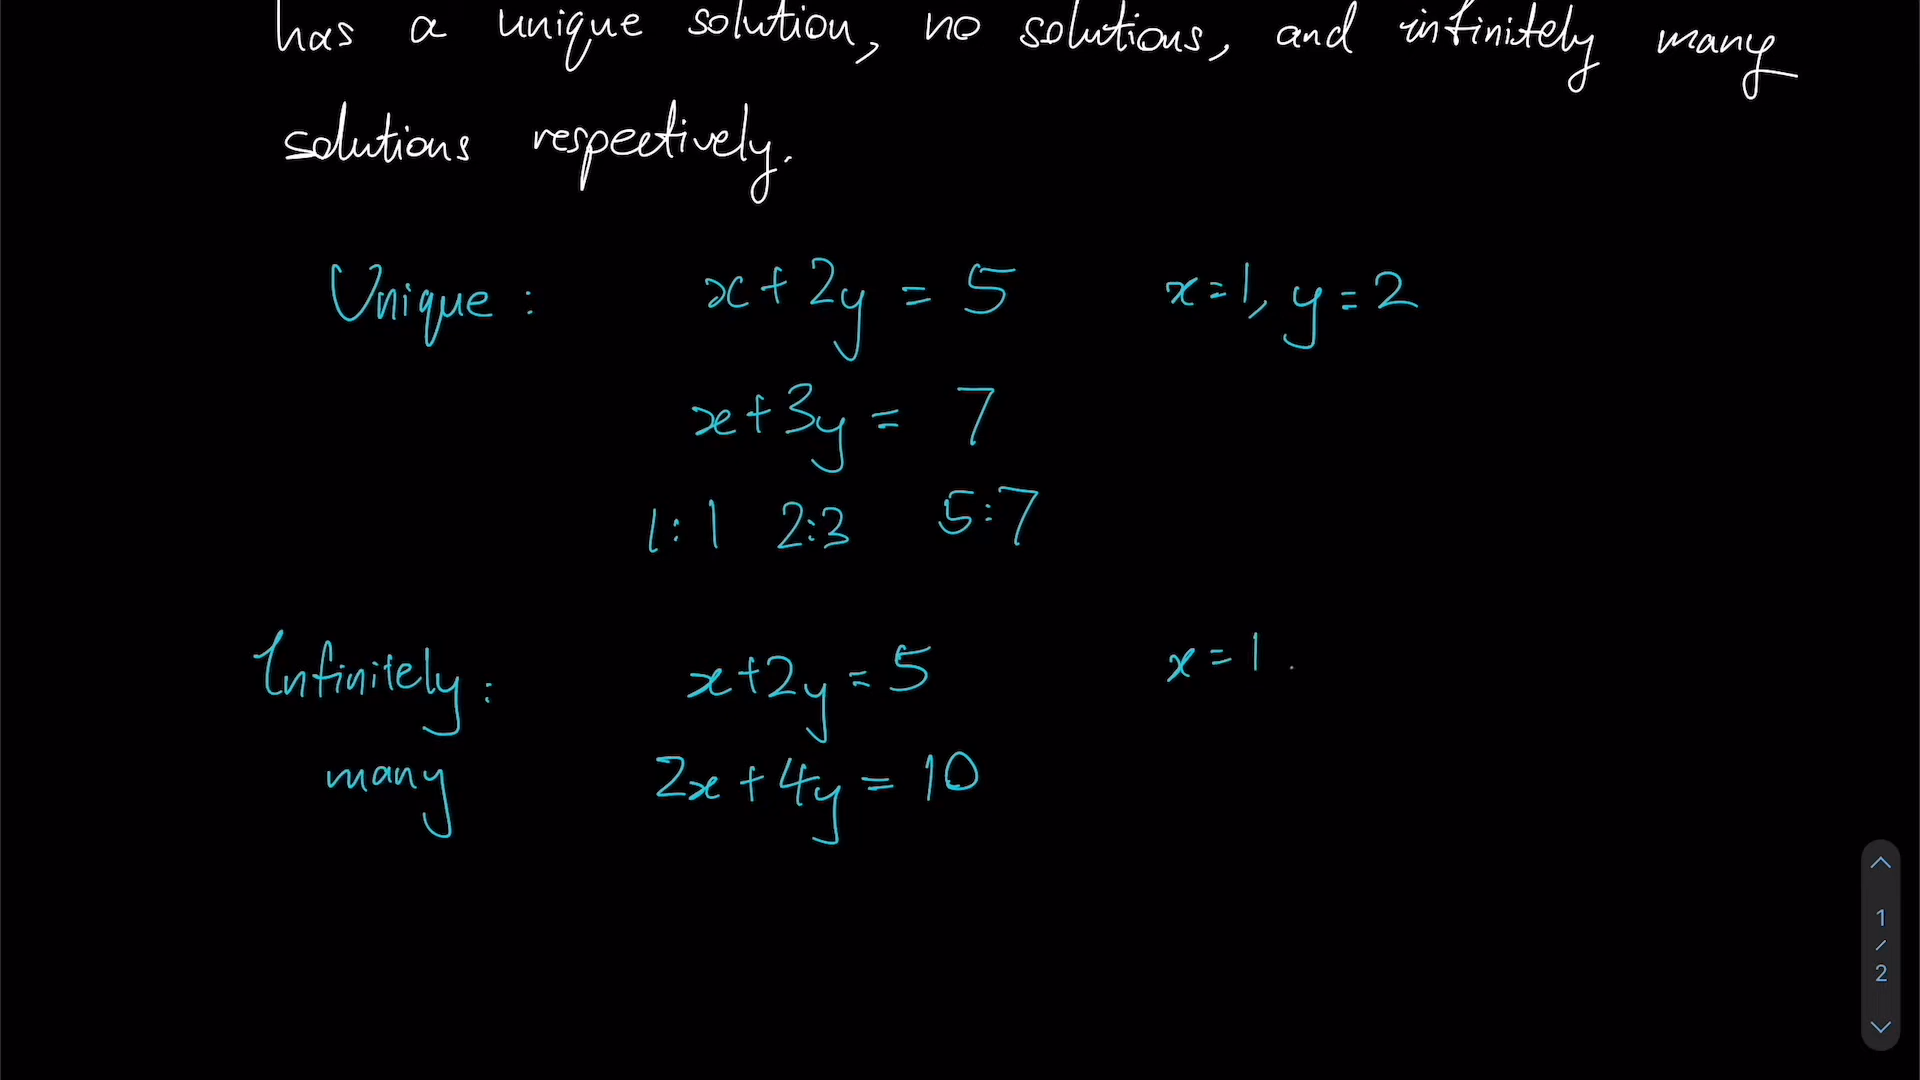 has a unique solution, no solutions, and infinitely many
solutions respectively.
Unique : x+2y = 5 x=1, y=2
x+3y = 7
1:1 2:3 5:7
Infinitely : x+2y=5 x=1.
many 2x+4y = 10
1
/
2